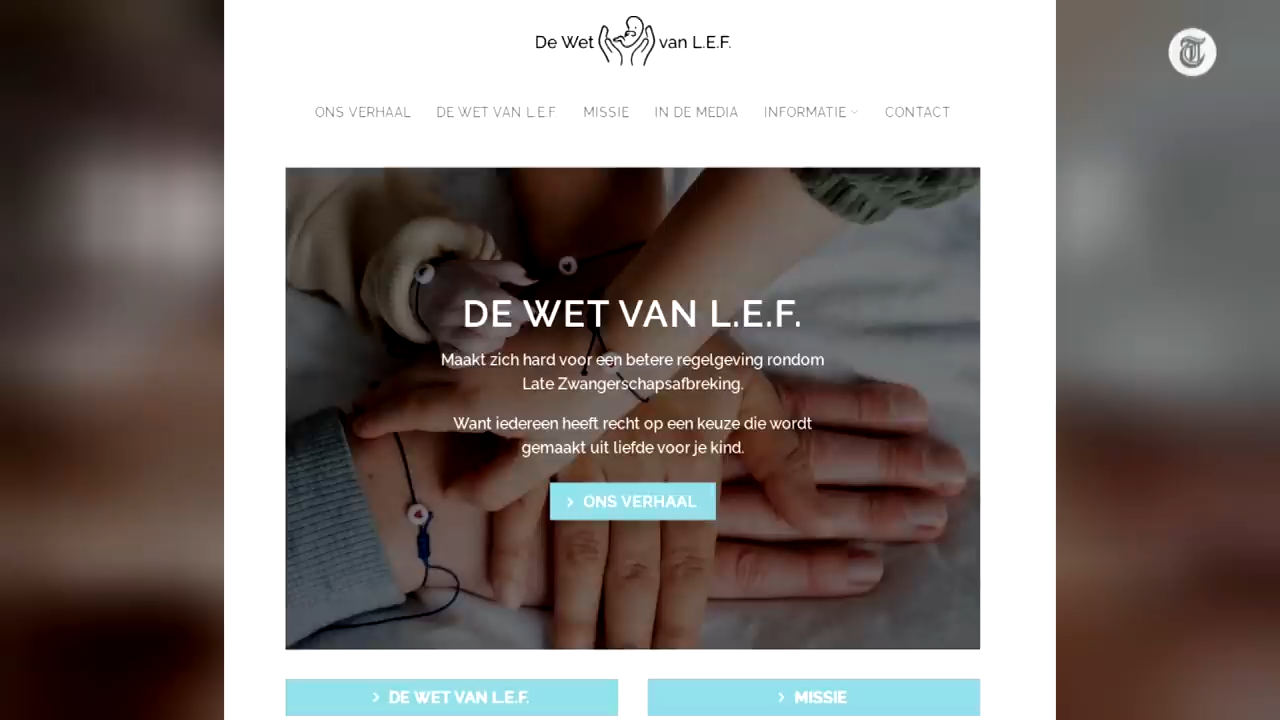 De Wet van L.E.F.
T
ONS VERHAAL DE WET VAN L.E.F. MISSIE IN DE MEDIA INFORMATIE CONTACT
DE WET VAN L.E.F.
Maakt zich hard voor een betere regelgeving rondom
Late Zwangerschapsafbreking.
Want iedereen heeft recht op een keuze die wordt
gemaakt uit liefde voor je kind.
ONS VERHAAL
DE WET VAN L.E.F.
MISSIE